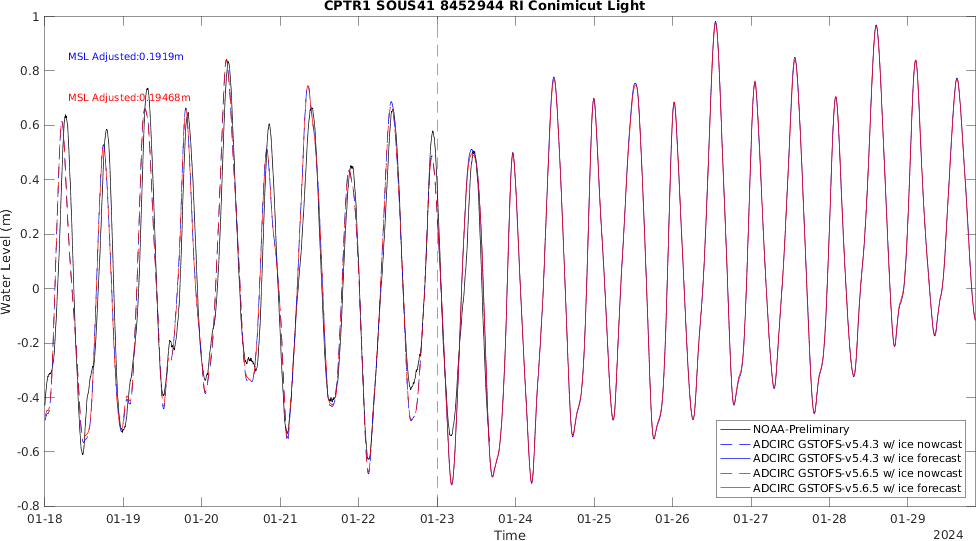 CPTR1 SOUS41 8452944 RI Conimicut Light
MSL Adjusted:0.1919m
MSL Adjusted:0.19468m
Water Level (m)
1
0.8
0.6
0.4
0.2
0
-0.2
-0.4
-0.6
-0.8
NOAA-Preliminary
ADCIRC GSTOFS-v5.4.3 w/ ice nowcast
ADCIRC GSTOFS-v5.4.3 w/ ice forecast
ADCIRC GSTOFS-v5.6.5 w/ ice nowcast
ADCIRC GSTOFS-v5.6.5 w/ ice forecast
01-18 01-19 01-20 01-21 01-22 01-23 01-24 01-25 01-26 01-27 01-28 01-29
Time
2024